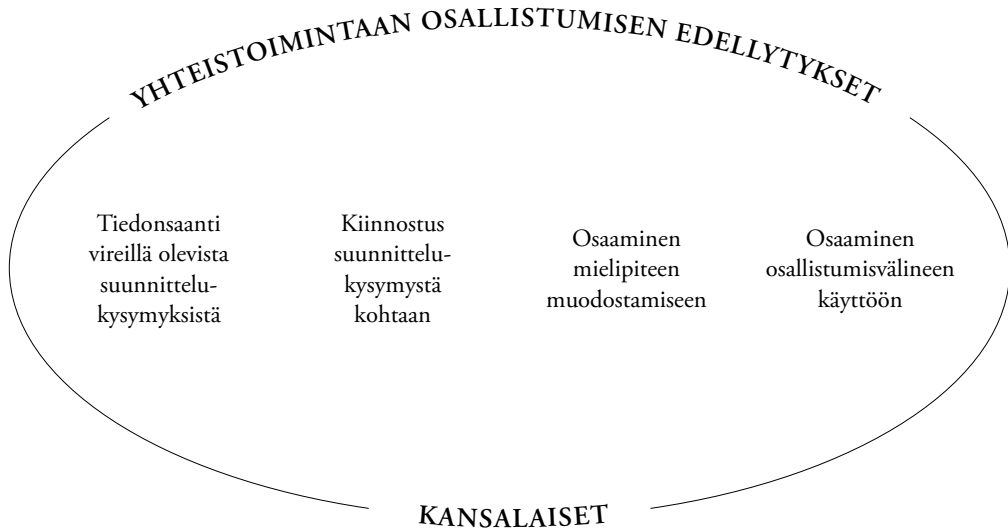 YHTEISTOIMINTAAN OSALLISTUMISEN EDELLYTYKSET
Tiedonsaanti
vireillä olevista
suunnittelu-
kysymyksistä
Kiinnostus
suunnittelu-
kysymystä
kohtaan
Osaaminen
mielipiteen
muodostamiseen
Osaaminen
osallistumisvälineen
käyttöön
KANSALAISET